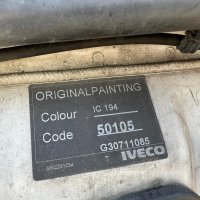 ORIGINALPAINTING
Colour IC 194
Code 50105
G30711085
IVECO